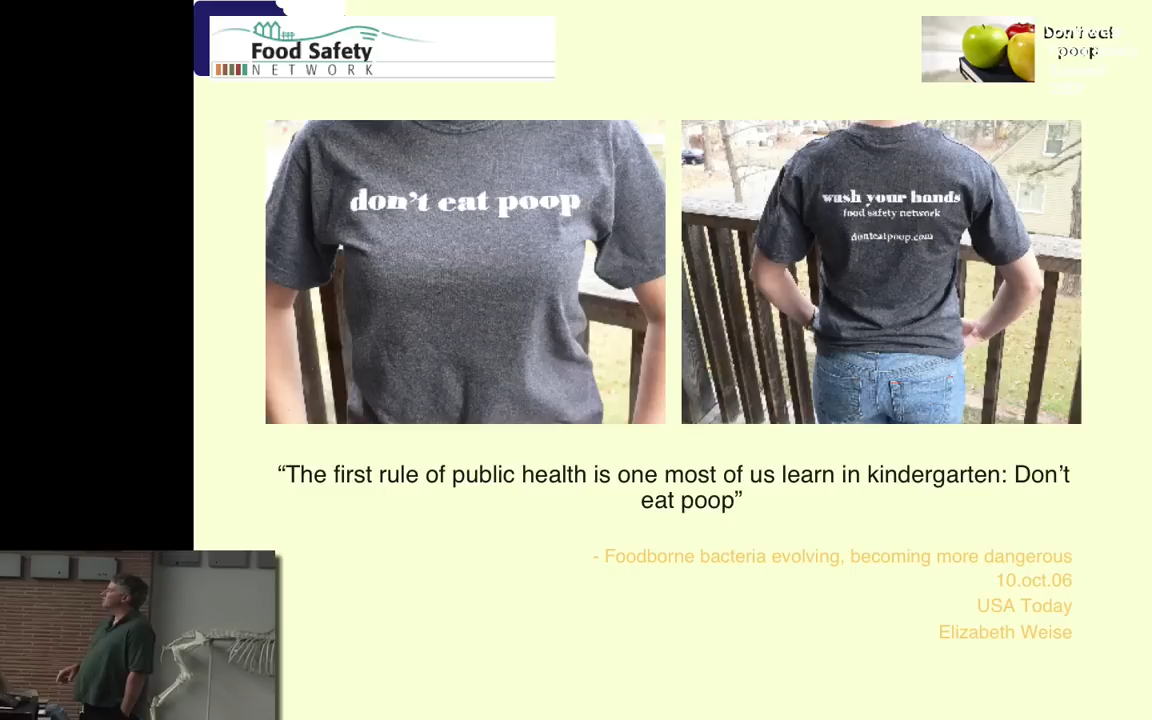 Food Safety
NETWORK
Don't eat
poop
don't eat poop
wash your hands
food safety network
donteatpoop.com
“The first rule of public health is one most of us learn in kindergarten: Don’t
eat poop”
- Foodborne bacteria evolving, becoming more dangerous
10.oct.06
USA Today
Elizabeth Weise